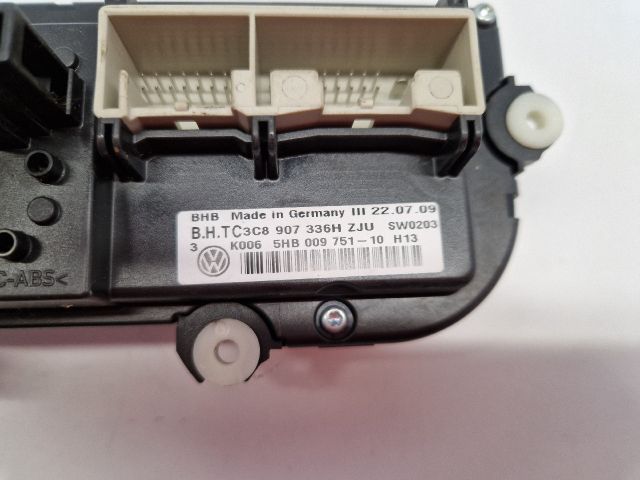 BHB Made in Germany III 22.07.09
B.H.TC3C8 907 336H ZJU SW0203
3 K006 5HB 009 751-10 H13
C-ABS<